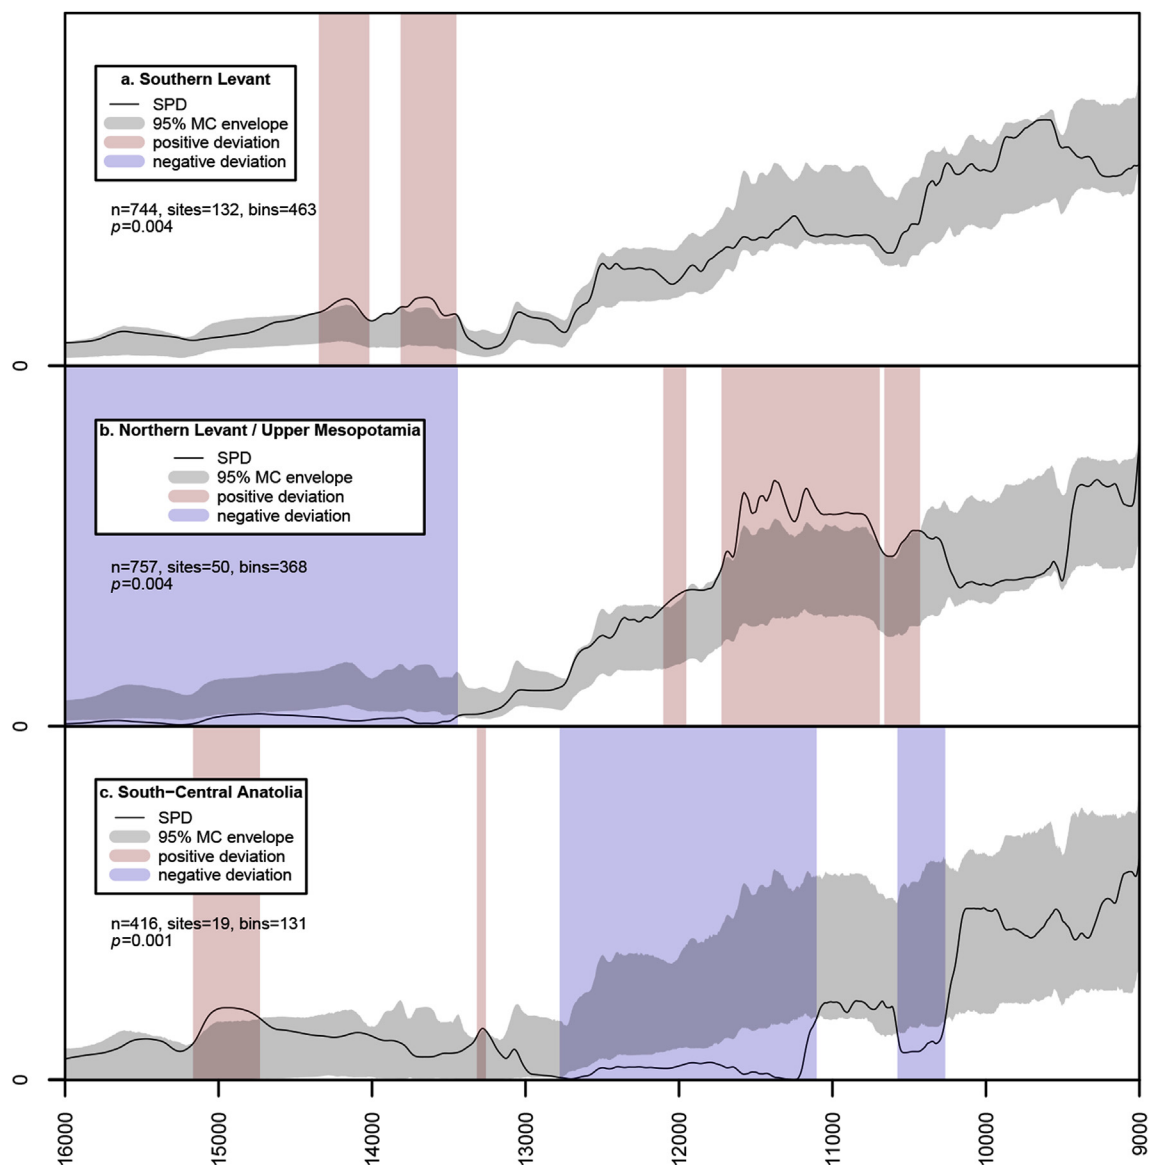 a. Southern Levant
SPD
95% MC envelope
positive deviation
negative deviation
n=744, sites=132, bins=463
p=0.004
0
b. Northern Levant / Upper Mesopotamia
SPD
95% MC envelope
positive deviation
negative deviation
n=757, sites=50, bins=368
p=0.004
0
c. South−Central Anatolia
SPD
95% MC envelope
positive deviation
negative deviation
n=416, sites=19, bins=131
p=0.001
0
16000
15000
14000
13000
12000
11000
10000
9000